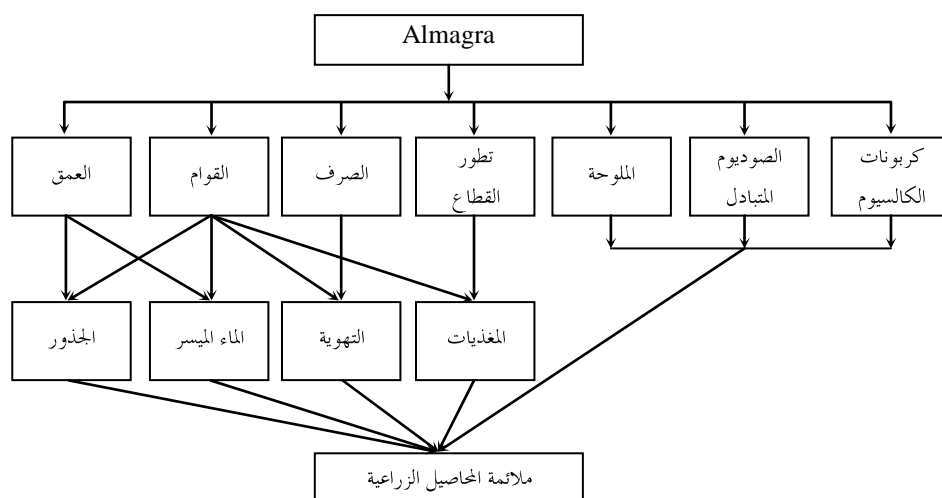 Almagra
العمق
القوام
الصرف
تطور
القطاع
الملوحة
الصوديوم
المتبادل
كربونات
الكالسيوم
الجذور
الماء الميسر
التهوية
المغذيات
ملائمة المحاصيل الزراعية